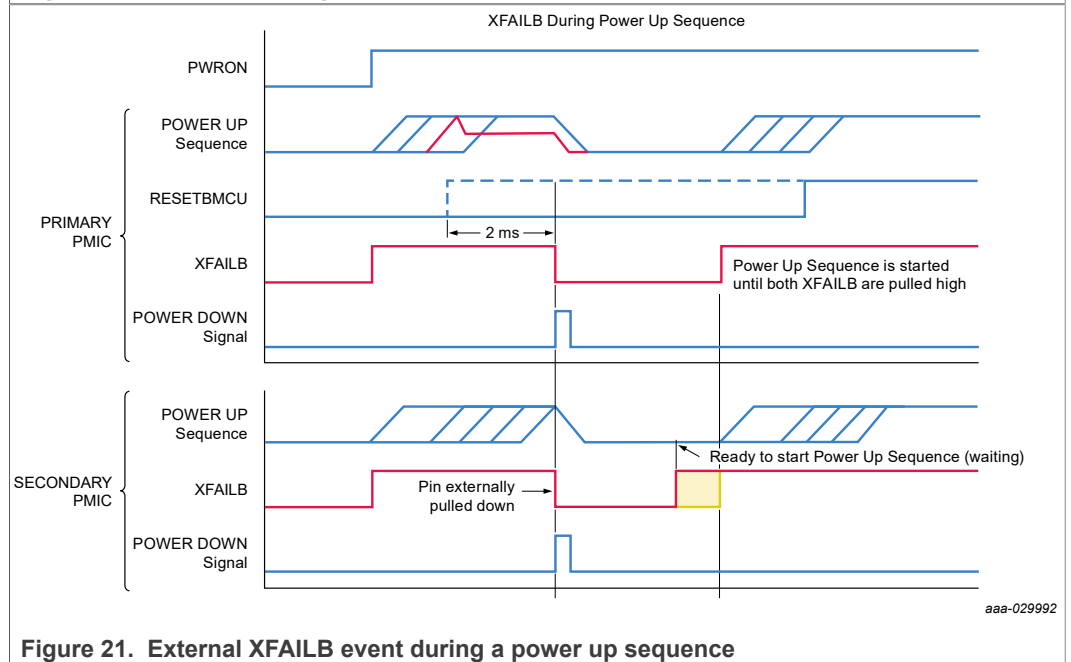 XFAILB During Power Up Sequence
PWRON
POWER UP
Sequence
RESETBMCU
PRIMARY
PMIC
2 ms
XFAILB
Power Up Sequence is started
until both XFAILB are pulled high
POWER DOWN
Signal
POWER UP
Sequence
Ready to start Power Up Sequence (waiting)
SECONDARY
PMIC
XFAILB
Pin externally
pulled down
POWER DOWN
Signal
aaa-029992
Figure 21. External XFAILB event during a power up sequence